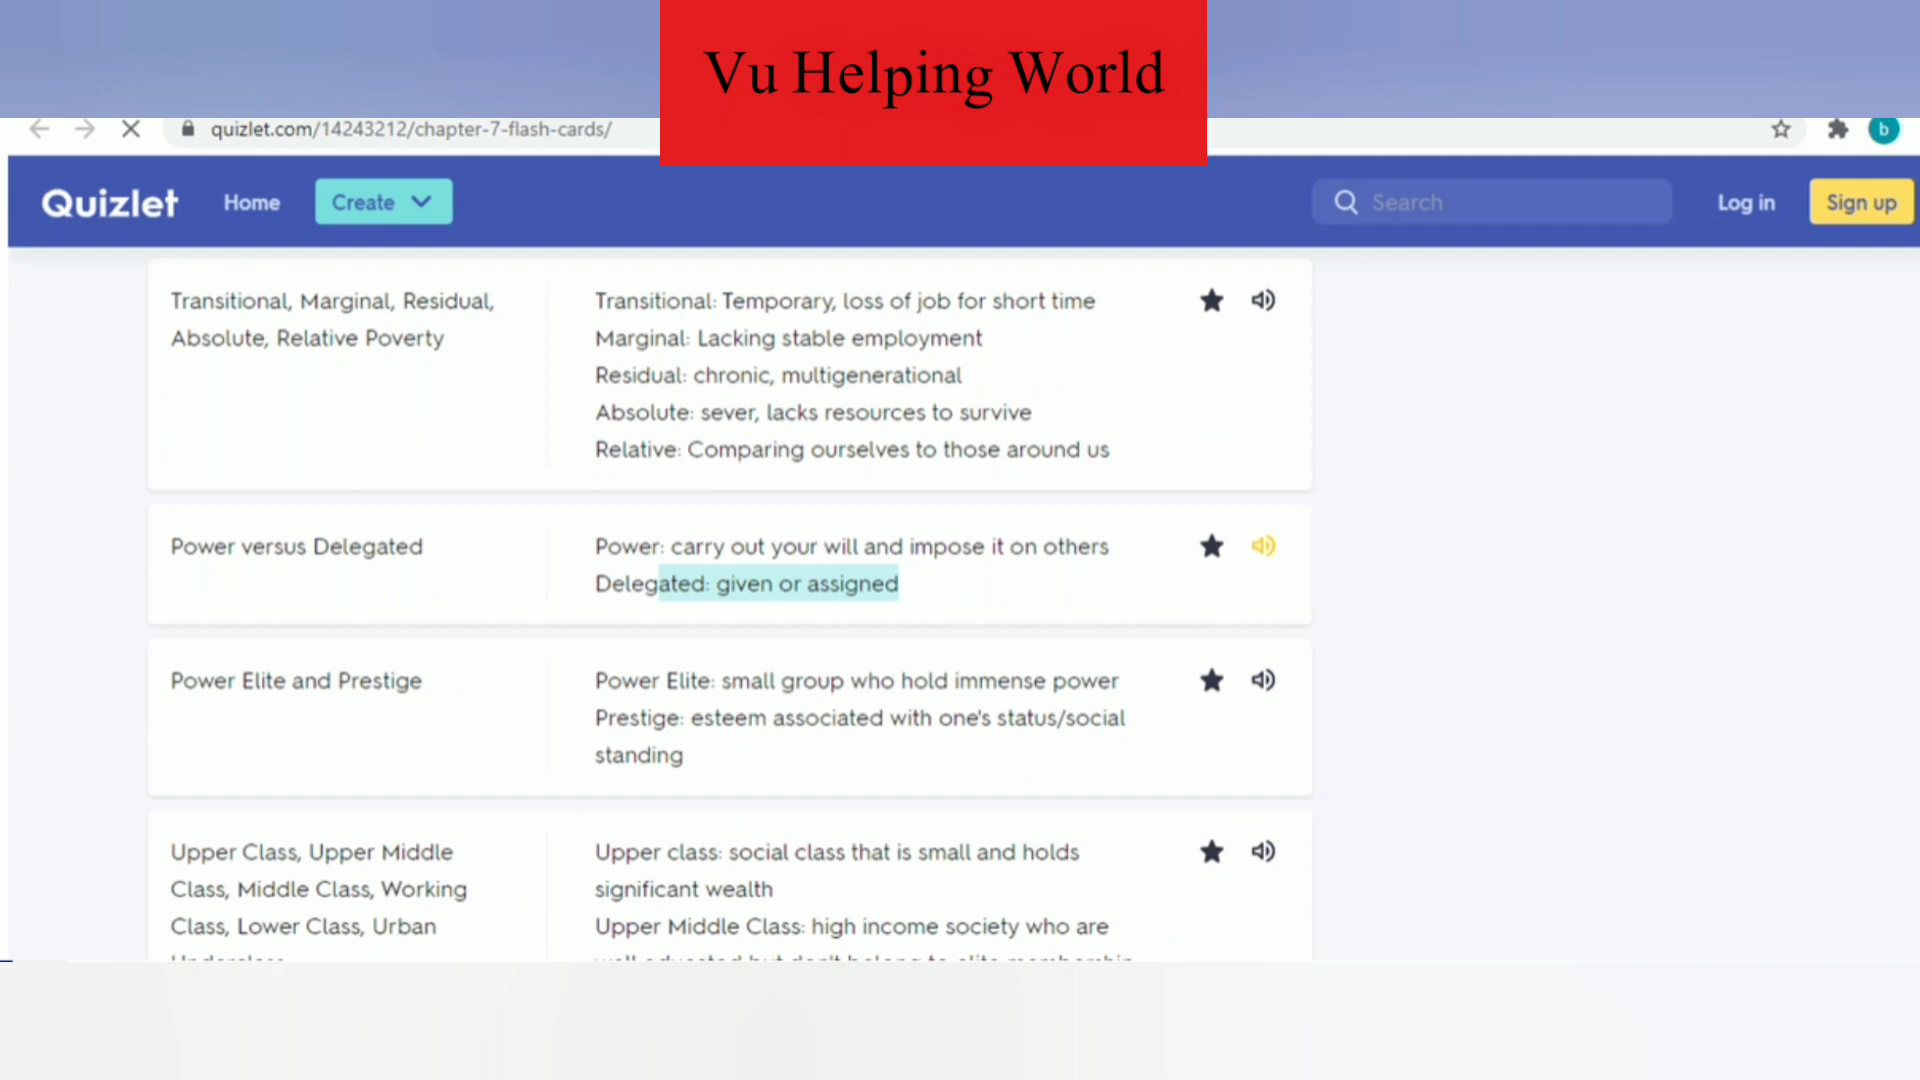 Vu Helping World
quizlet.com/14243212/chapter-7-flash-cards/
b
Quizlet Home Create Search Log in Sign up
Transitional, Marginal, Residual,
Absolute, Relative Poverty
Transitional: Temporary, loss of job for short time
Marginal: Lacking stable employment
Residual: chronic, multigenerational
Absolute: sever, lacks resources to survive
Relative: Comparing ourselves to those around us
Power versus Delegated
Power: carry out your will and impose it on others
Delegated: given or assigned
Power Elite and Prestige
Power Elite: small group who hold immense power
Prestige: esteem associated with one's status/social
standing
Upper Class, Upper Middle
Class, Middle Class, Working
Class, Lower Class, Urban
Upper class: social class that is small and holds
significant wealth
Upper Middle Class: high income society who are